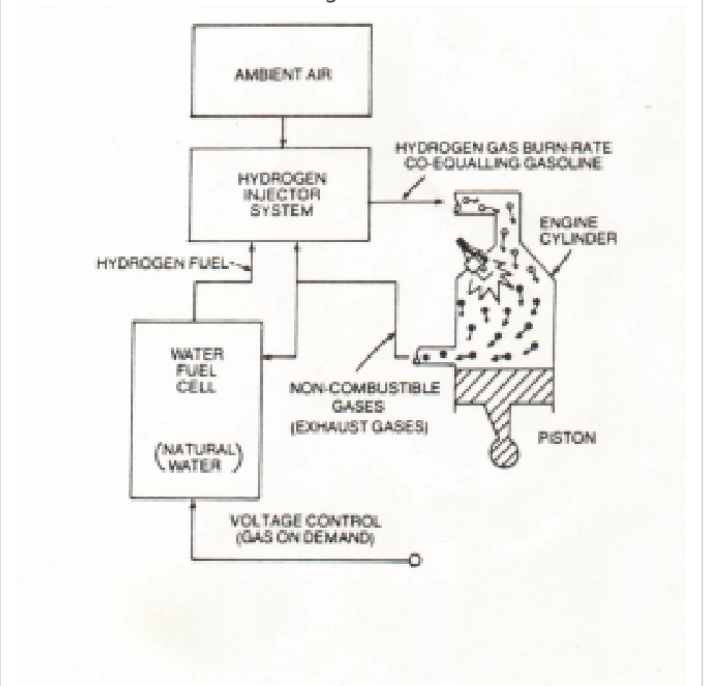 AMBIENT AIR
HYDROGEN GAS BURN-RATE
CO-EQUALLING GASOLINE
HYDROGEN
INJECTOR
SYSTEM
ENGINE
CYLINDER
HYDROGEN FUEL
WATER
FUEL
CELL
NON-COMBUSTIBLE
GASES
(EXHAUST GASES)
PISTON
(NATURAL
WATER)
VOLTAGE CONTROL
(GAS ON DEMAND)